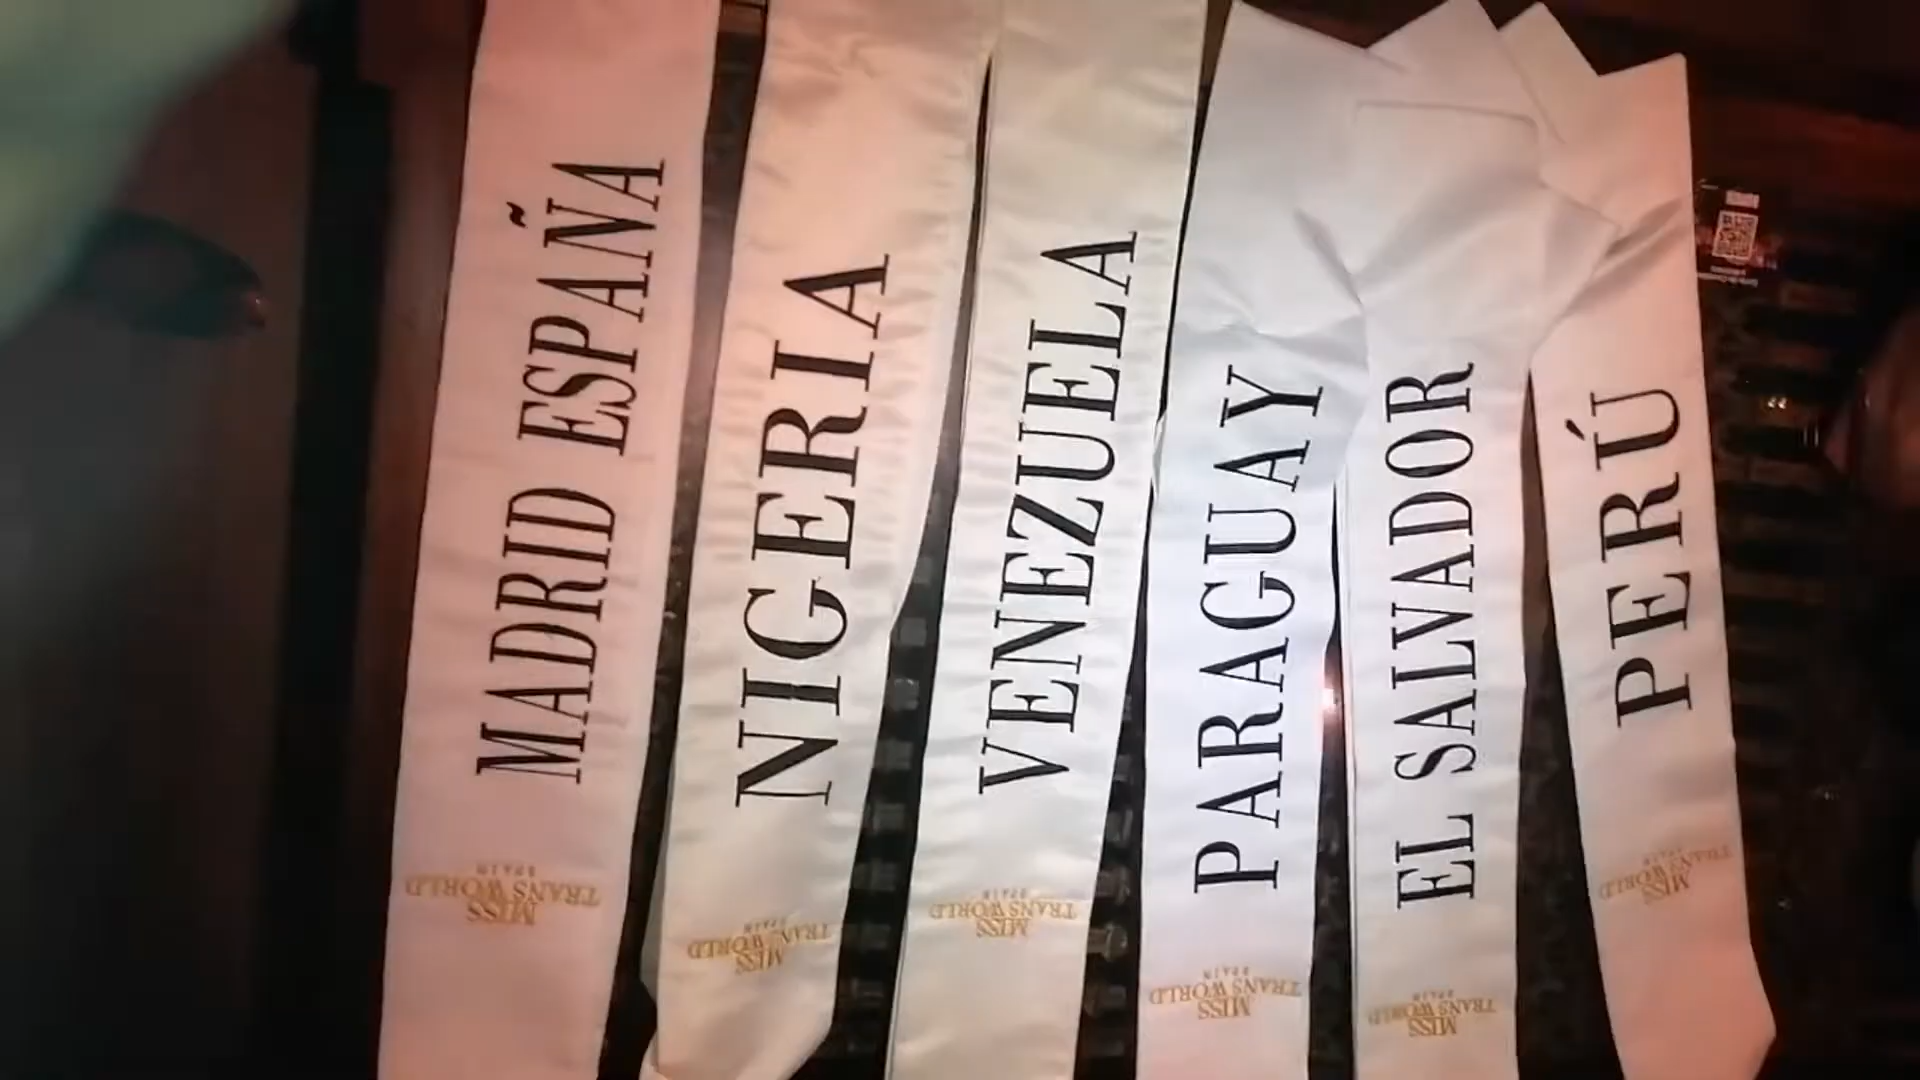 MADRID ESPAÑA
MISS
TRANS WORLD
SPAIN
NIGERIA
MISS
TRANS WORLD
SPAIN
VENEZUELA
MISS
TRANS WORLD
SPAIN
PARAGUAY
MISS
TRANS WORLD
SPAIN
EL SALVADOR
MISS
TRANS WORLD
SPAIN
PERÚ
MISS
TRANS WORLD
SPAIN